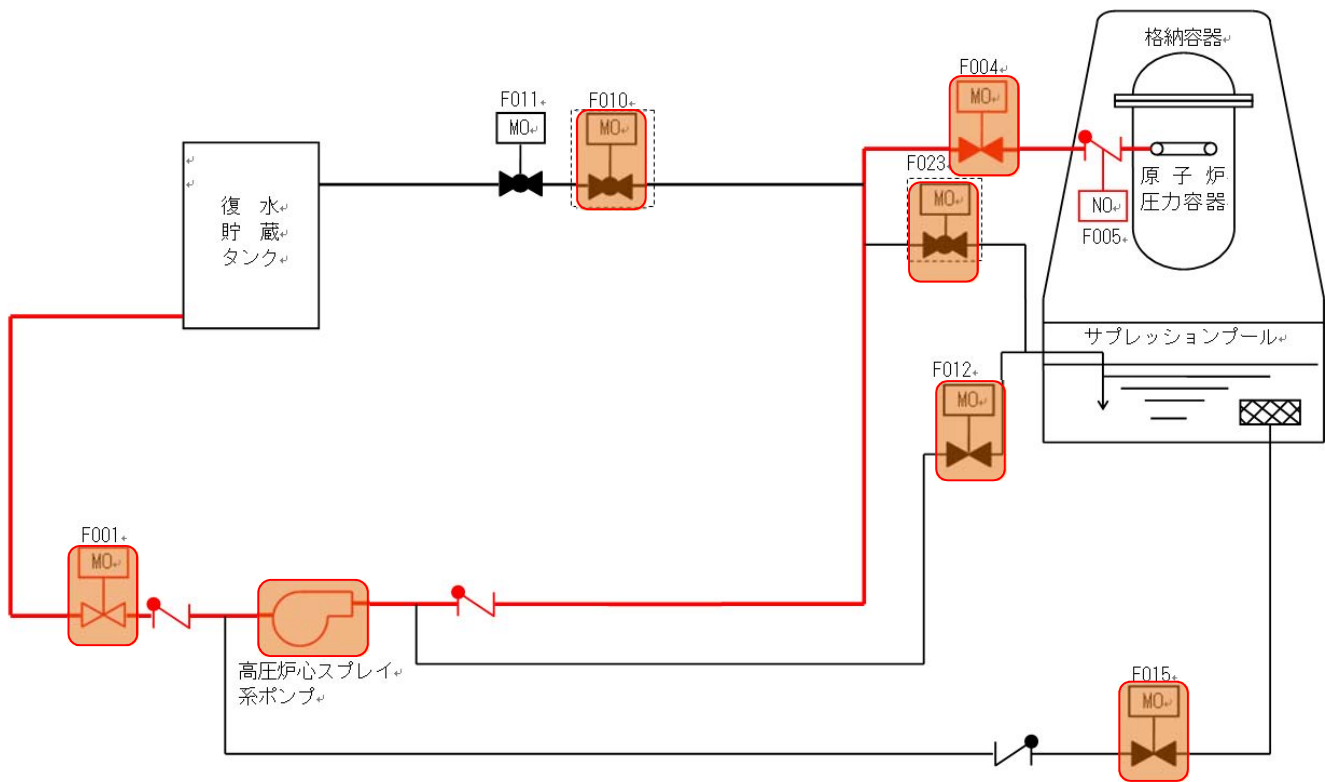 格納容器
F004
MO
F011
MO
F010
MO
F023
MO
原子炉
圧力容器
NO
F005
復水
貯蔵
タンク
サプレッションプール
F012
MO
F001
MO
高圧炉心スプレイ
系ポンプ
F015
MO